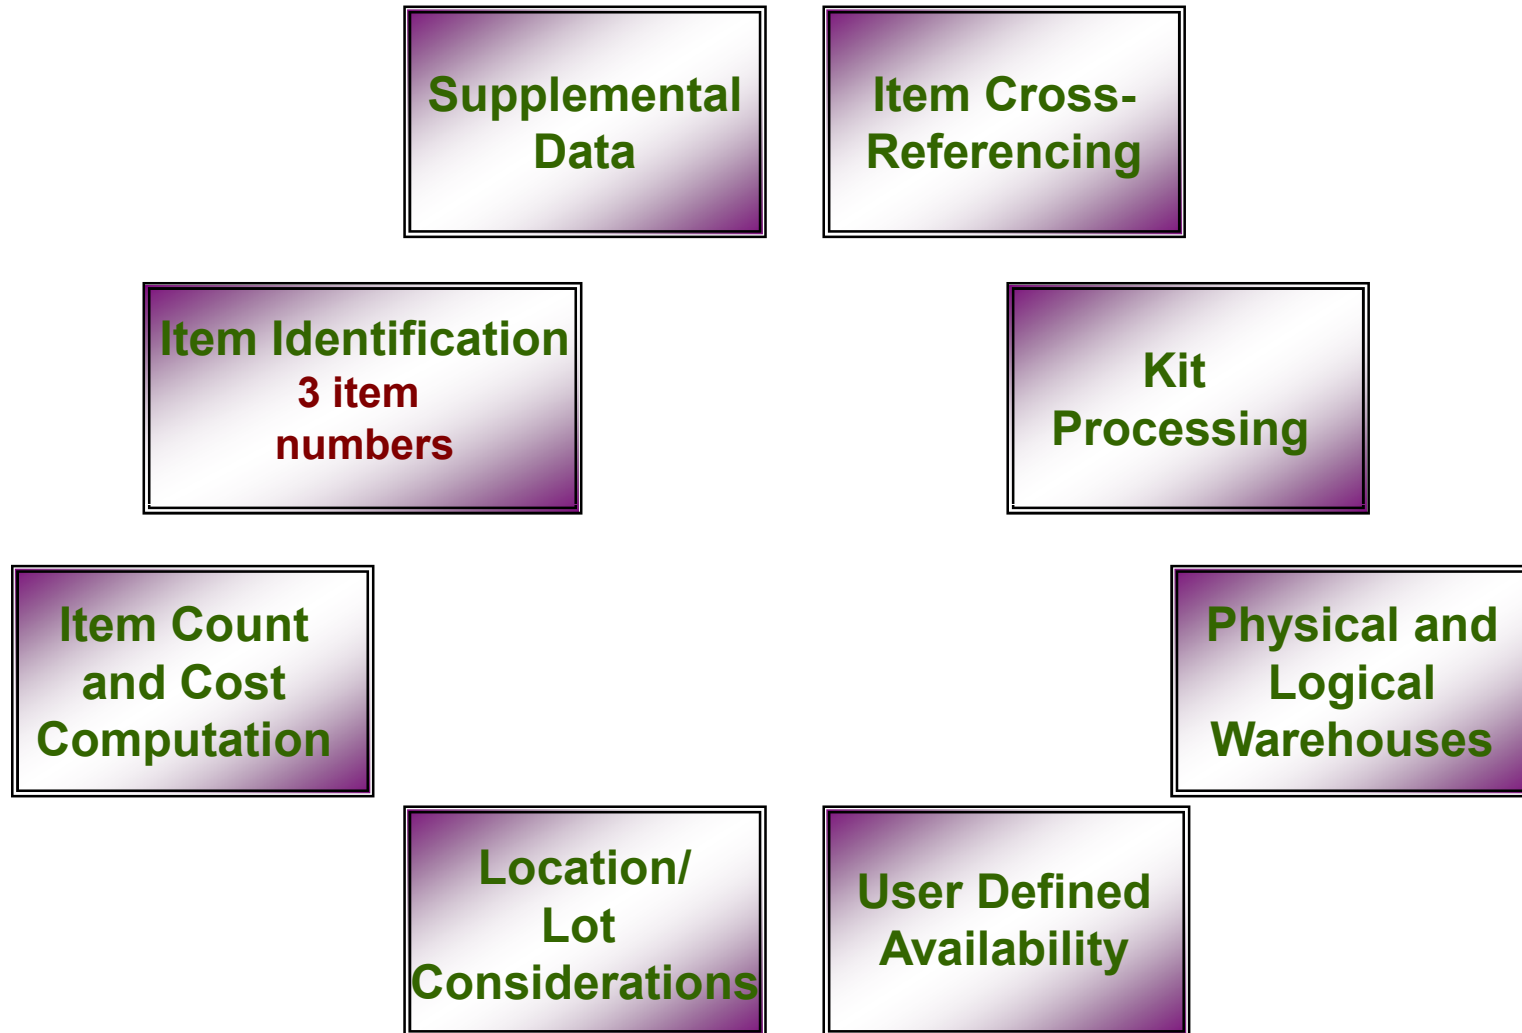 Supplemental
Data
Item Cross-
Referencing
Item Identification
3 item
numbers
Kit
Processing
Item Count
and Cost
Computation
Physical and
Logical
Warehouses
Location/
Lot
Considerations
User Defined
Availability